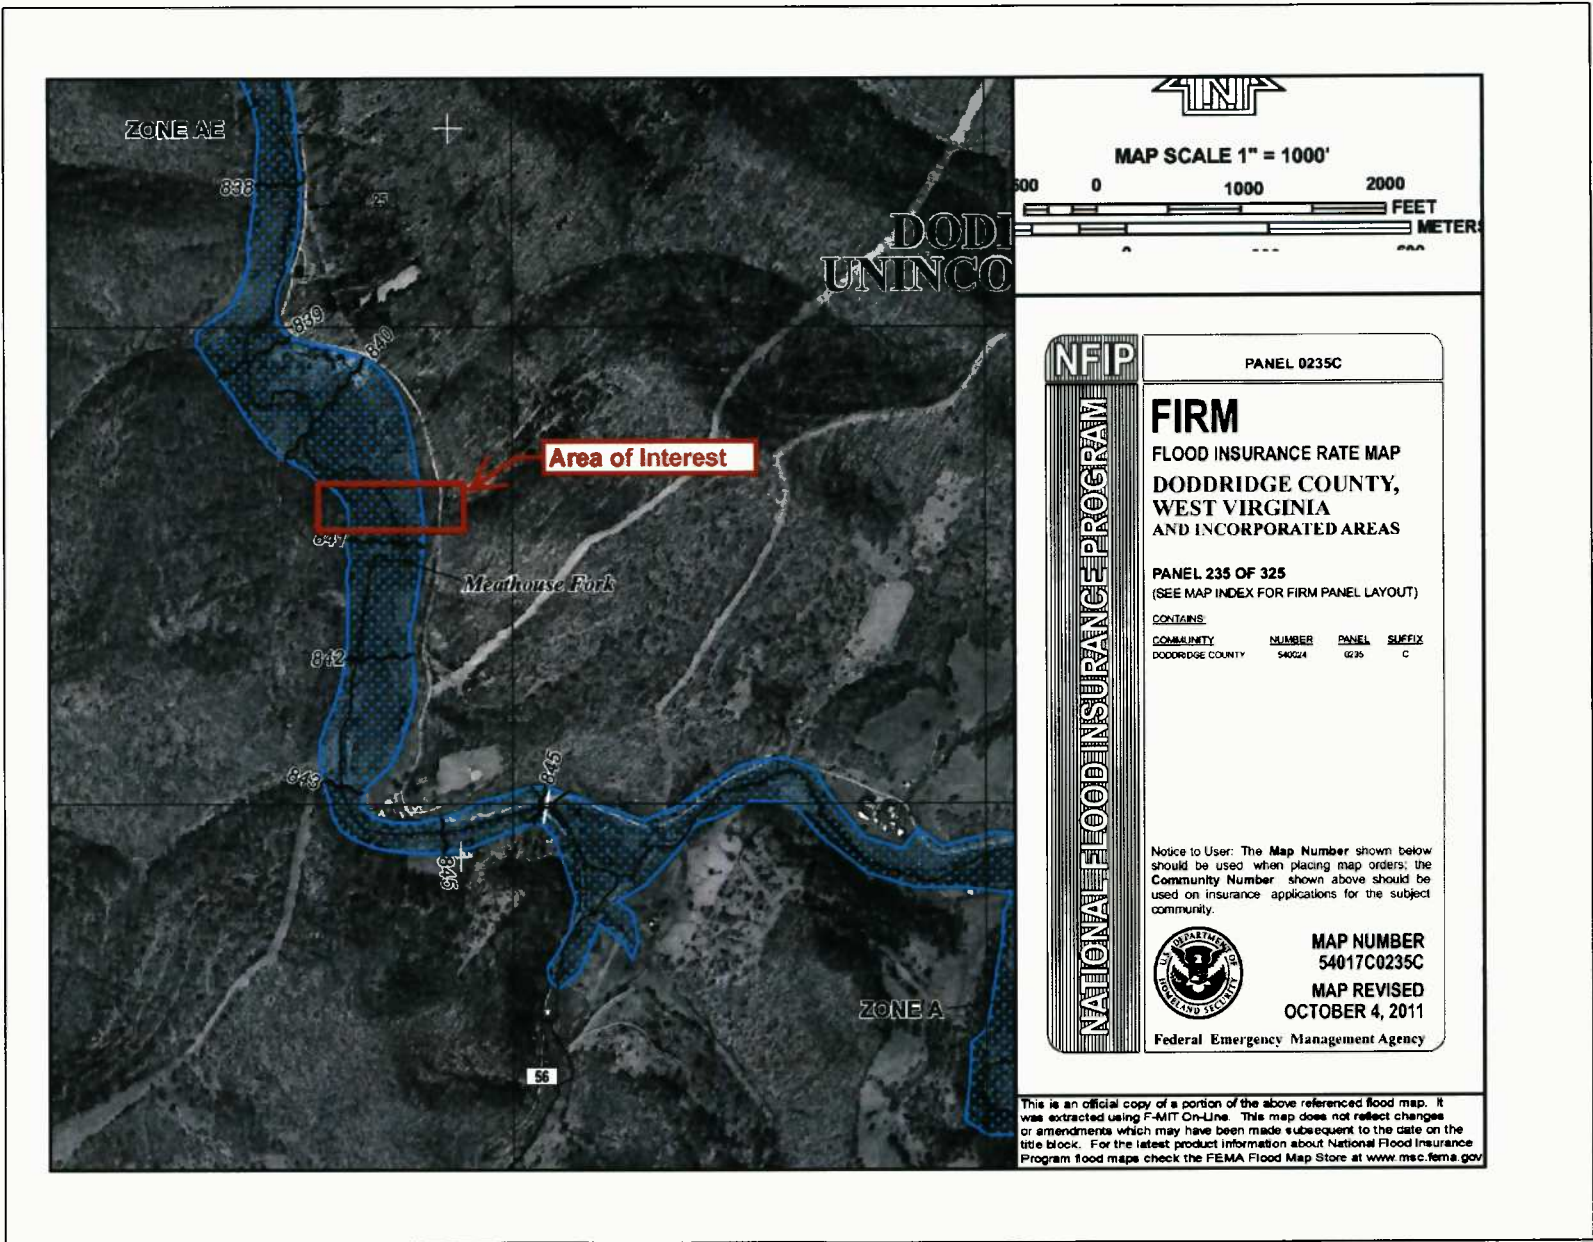 ZONE AE
838
25
DODI
UNINCO
839
840
Area of Interest
841
Meathouse Fork
842
843
845
845
ZONE A
56
N
MAP SCALE 1" = 1000'
500 0 1000 2000
FEET
METERS
NFIP
PANEL 0235C
NATIONAL FLOOD INSURANCE PROGRAM
FIRM
FLOOD INSURANCE RATE MAP
DODDRIDGE COUNTY,
WEST VIRGINIA
AND INCORPORATED AREAS
PANEL 235 OF 325
(SEE MAP INDEX FOR FIRM PANEL LAYOUT)
CONTAINS:
COMMUNITY NUMBER PANEL SUFFIX
DODDRIDGE COUNTY 540024 0235 C
Notice to User: The Map Number shown below
should be used when placing map orders; the
Community Number shown above should be
used on insurance applications for the subject
community.
U.S. DEPARTMENT OF HOMELAND SECURITY
MAP NUMBER
54017C0235C
MAP REVISED
OCTOBER 4, 2011
Federal Emergency Management Agency
This is an official copy of a portion of the above referenced flood map. It
was extracted using F-MIT On-Line. This map does not reflect changes
or amendments which may have been made subsequent to the date on the
title block. For the latest product information about National Flood Insurance
Program flood maps check the FEMA Flood Map Store at www.msc.fema.gov